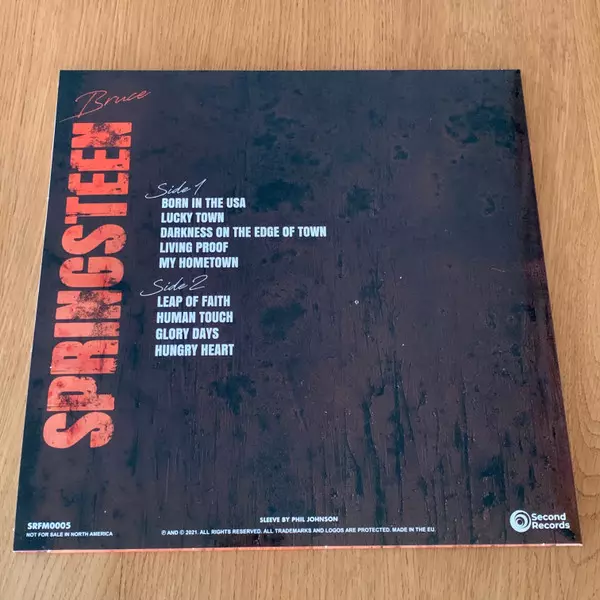 Bruce
SPRINGSTEEN
Side 1
BORN IN THE USA
LUCKY TOWN
DARKNESS ON THE EDGE OF TOWN
LIVING PROOF
MY HOMETOWN
Side 2
LEAP OF FAITH
HUMAN TOUCH
GLORY DAYS
HUNGRY HEART
SRFM0005
NOT FOR SALE IN NORTH AMERICA
SLEEVE BY PHIL JOHNSON
℗ AND © 2021. ALL RIGHTS RESERVED. ALL TRADEMARKS AND LOGOS ARE PROTECTED. MADE IN THE EU.
Second
Records